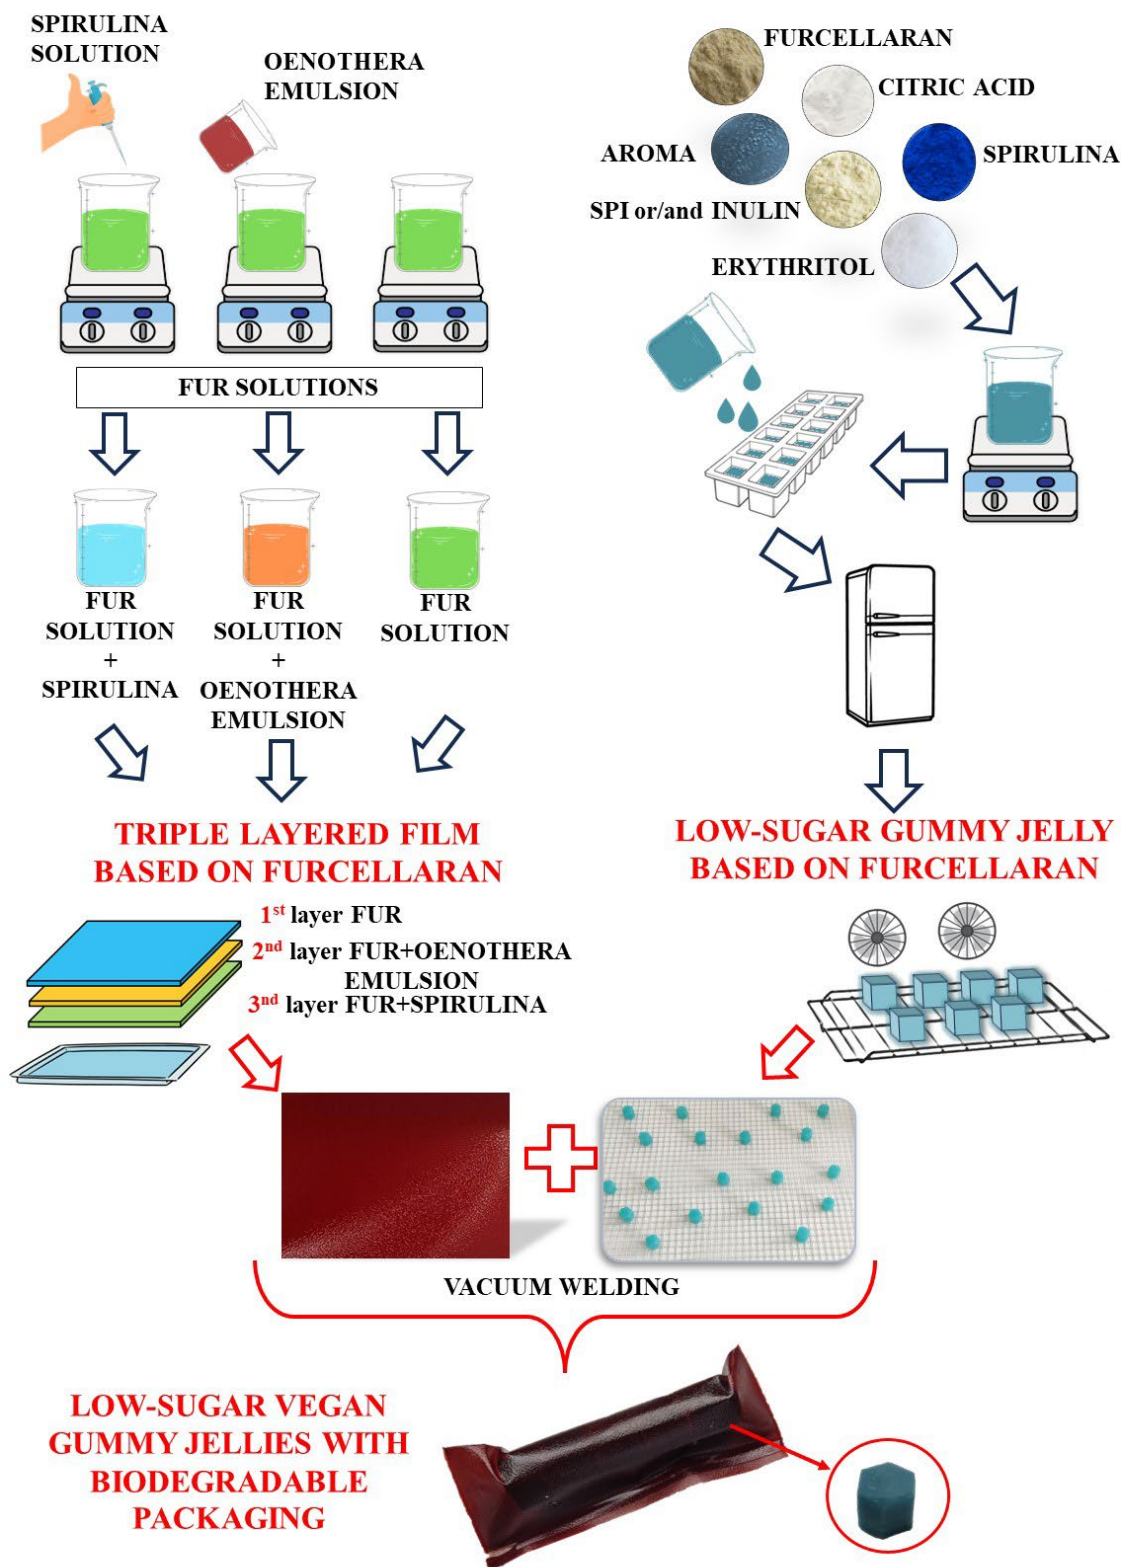 SPIRULINA
SOLUTION
OENOTHERA
EMULSION
FUR SOLUTIONS
FUR
SOLUTION
+
SPIRULINA
FUR
SOLUTION
+
OENOTHERA
EMULSION
FUR
SOLUTION
TRIPLE LAYERED FILM
BASED ON FURCELLARAN
1st layer FUR
2nd layer FUR+OENOTHERA
EMULSION
3nd layer FUR+SPIRULINA
FURCELLARAN
CITRIC ACID
AROMA
SPIRULINA
SPI or/and INULIN
ERYTHRITOL
LOW-SUGAR GUMMY JELLY
BASED ON FURCELLARAN
VACUUM WELDING
LOW-SUGAR VEGAN
GUMMY JELLIES WITH
BIODEGRADABLE
PACKAGING